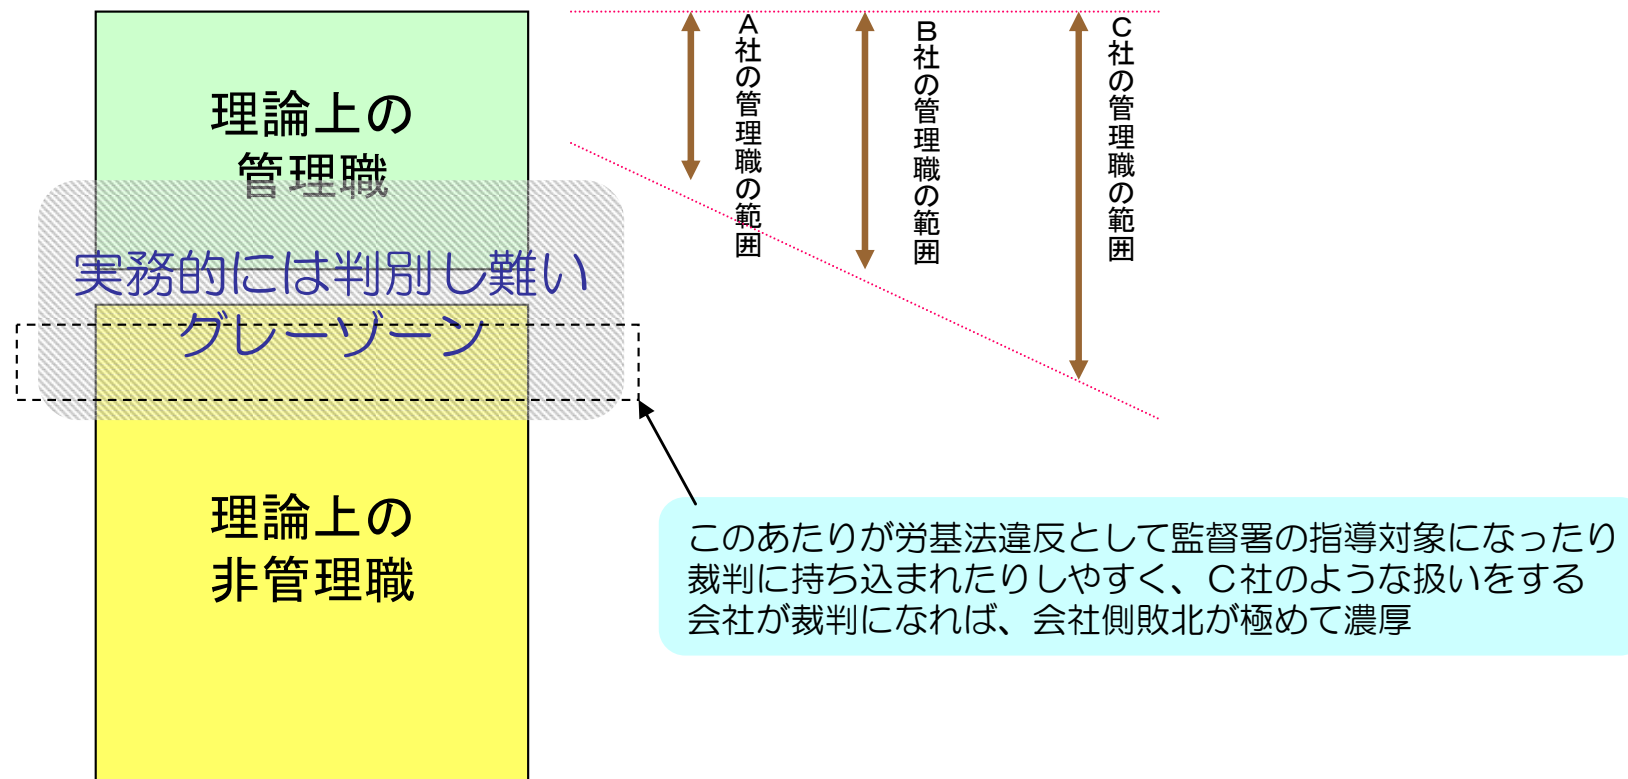 理論上の
管理職
実務的には判別し難い
グレーゾーン
理論上の
非管理職
A社の管理職の範囲
B社の管理職の範囲
C社の管理職の範囲
このあたりが労基法違反として監督署の指導対象になったり
裁判に持ち込まれたりしやすく、C社のような扱いをする
会社が裁判になれば、会社側敗北が極めて濃厚